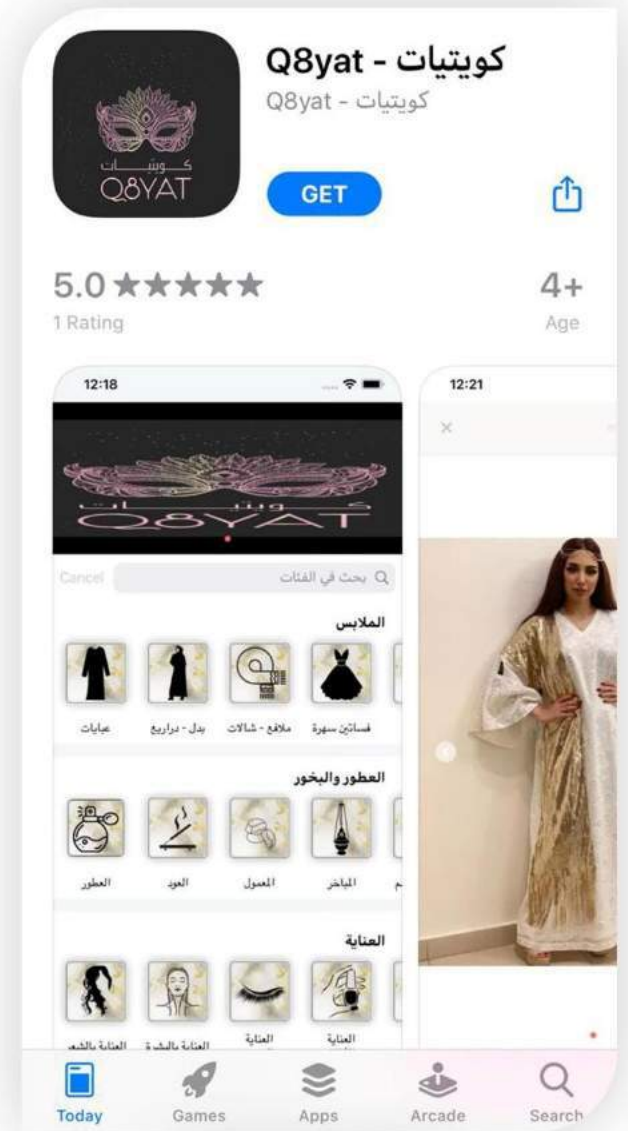 كويتيات - Q8yat
كويتيات - Q8yat
كويتيات
Q8YAT
GET
5.0
4+
1 Rating
Age
12:18
12:21
كويتيات
Q8YAT
بحث في الفئات
Cancel
الملابس
فساتين سهرة
ملافع - شالات
بدل - دراريع
عبايات
العطور والبخور
المباخر
المعمول
العود
العطور
العناية
العناية
العناية
العناية بالبشرة
العناية بالشعر
Today
Games
Apps
Arcade
Search